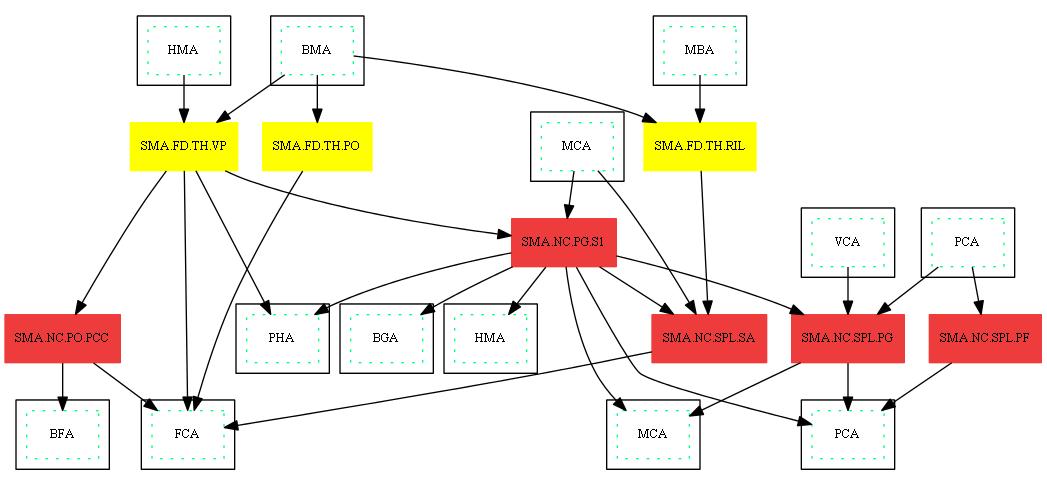 HMA
BMA
MBA
SMA.FD.TH.VP
SMA.FD.TH.PO
MCA
SMA.FD.TH.RIL
SMA.NC.PG.S1
VCA
PCA
SMA.NC.PO.PCC
PHA
BGA
HMA
SMA.NC.SPL.SA
SMA.NC.SPL.PG
SMA.NC.SPL.PF
BFA
FCA
MCA
PCA